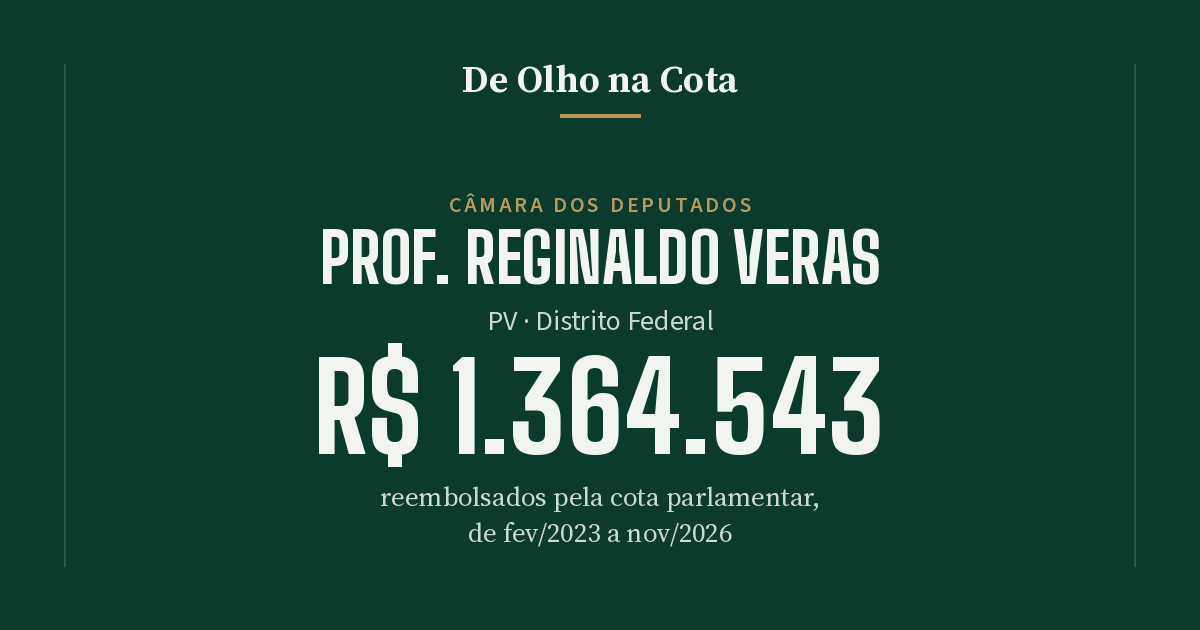 De Olho na Cota
CÂMARA DOS DEPUTADOS
PROF. REGINALDO VERAS
PV · Distrito Federal
R$ 1.364.543
reembolsados pela cota parlamentar,
de fev/2023 a nov/2026